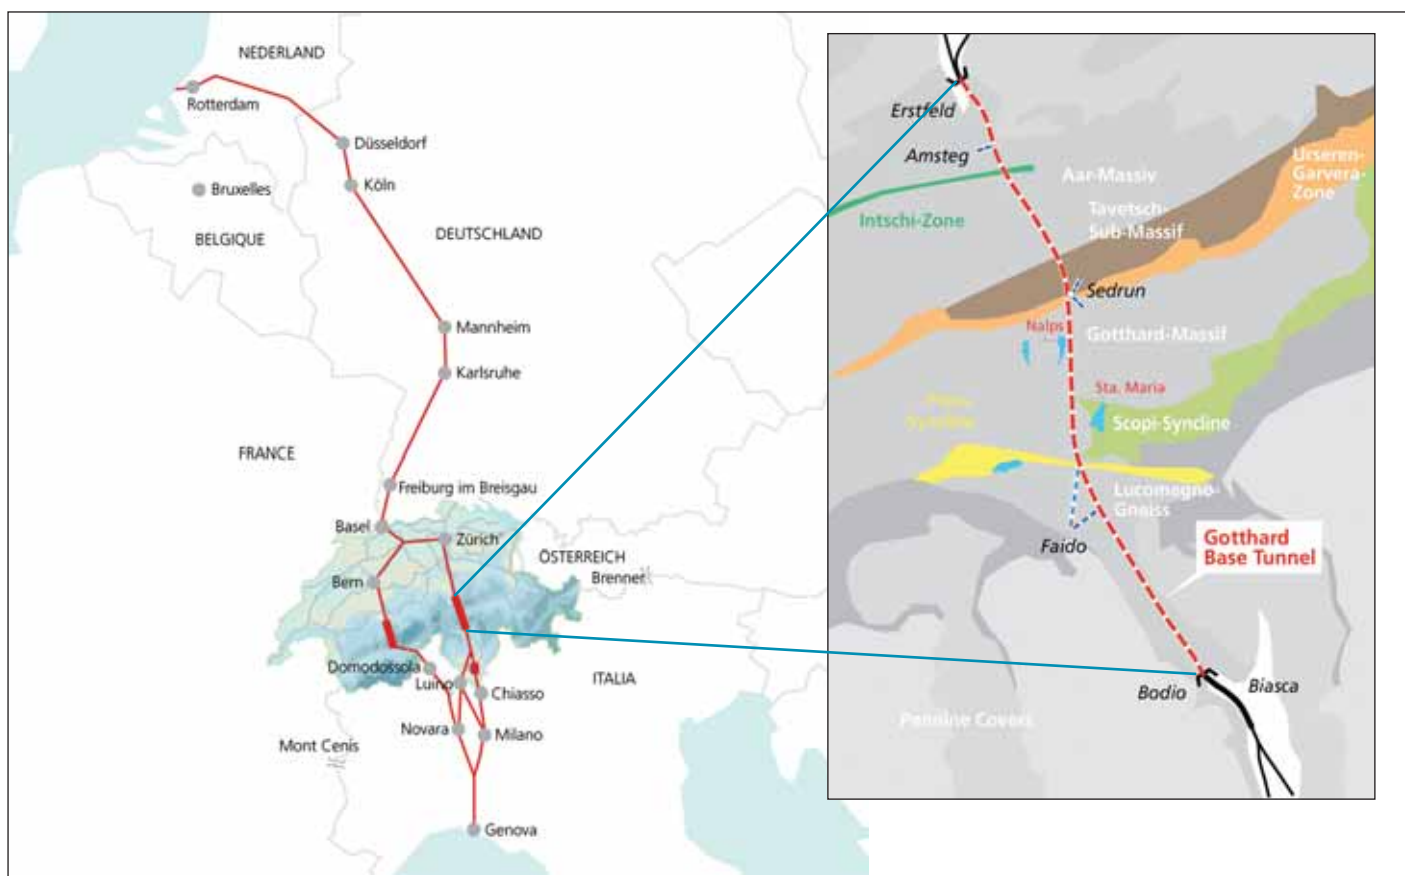 NEDERLAND
Rotterdam
Düsseldorf
Köln
Bruxelles
BELGIQUE
DEUTSCHLAND
Mannheim
Karlsruhe
FRANCE
Freiburg im Breisgau
Basel
Zürich
ÖSTERREICH
Bern
Brenner
Domodossola
Luino
ITALIA
Chiasso
Novara
Milano
Mont Cenis
Genova
Erstfeld
Amsteg
Aar-Massiv
Urseren-
Garvera-
Zone
Intschi-Zone
Tavetsch-
Sub-Massif
Sedrun
Nalps
Gotthard-Massif
Sta. Maria
Scopi-Syncline
Lucomagno-
Gneiss
Faido
Gotthard
Base Tunnel
Bodio
Biasca
Pennine Covers